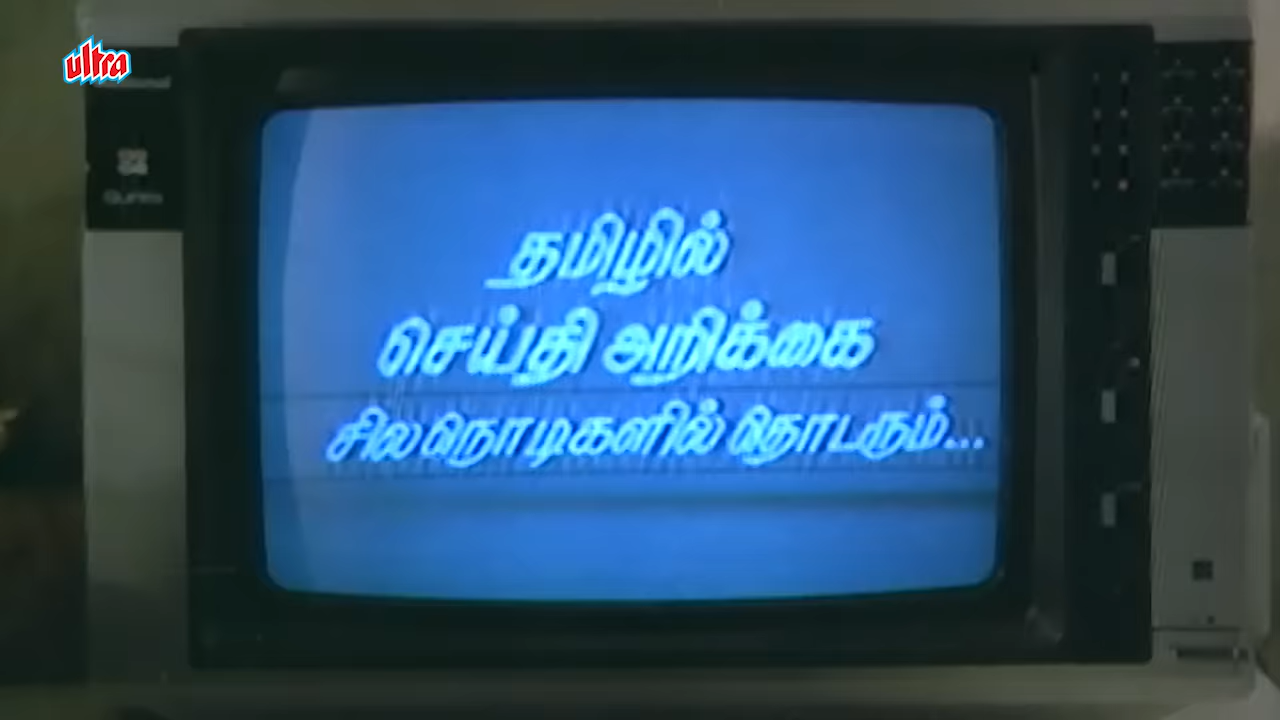 ultra
தமிழில்
செய்தி அறிக்கை
சில நொடிகளில் தொடரும்...